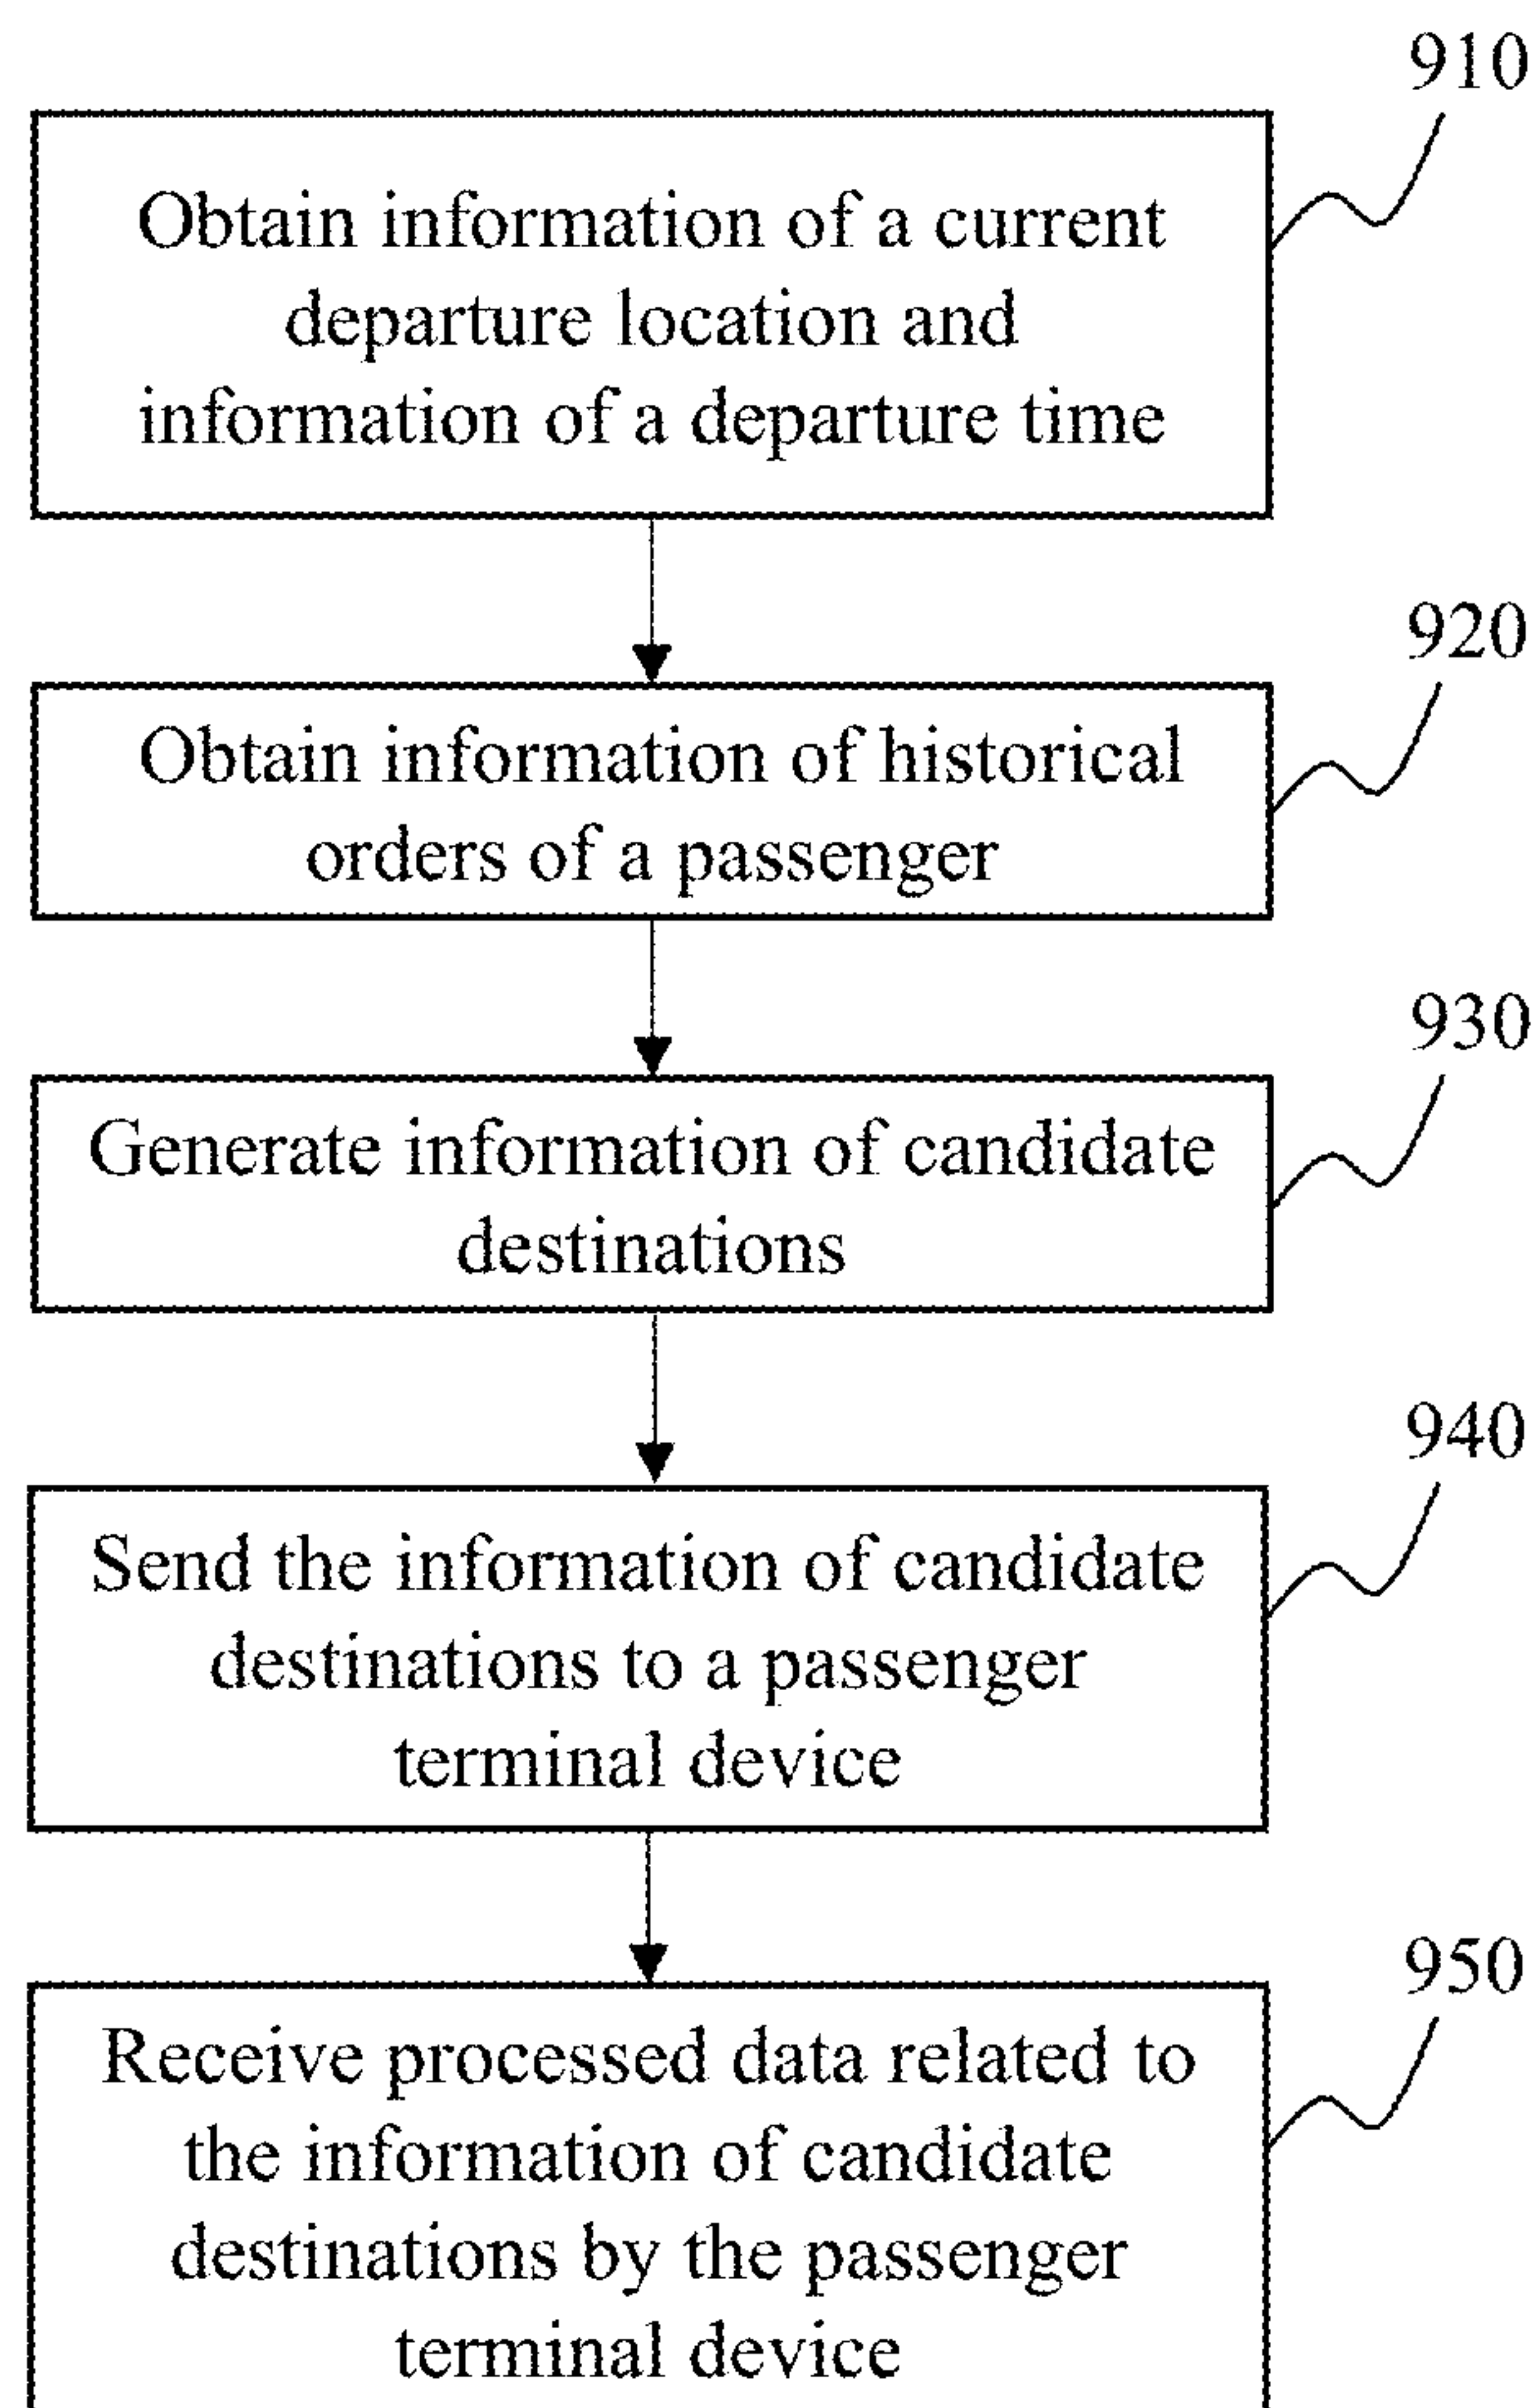 910
Obtain information of a current
departure location and
information of a departure time
920
Obtain information of historical
orders of a passenger
930
Generate information of candidate
destinations
940
Send the information of candidate
destinations to a passenger
terminal device
950
Receive processed data related to
the information of candidate
destinations by the passenger
terminal device